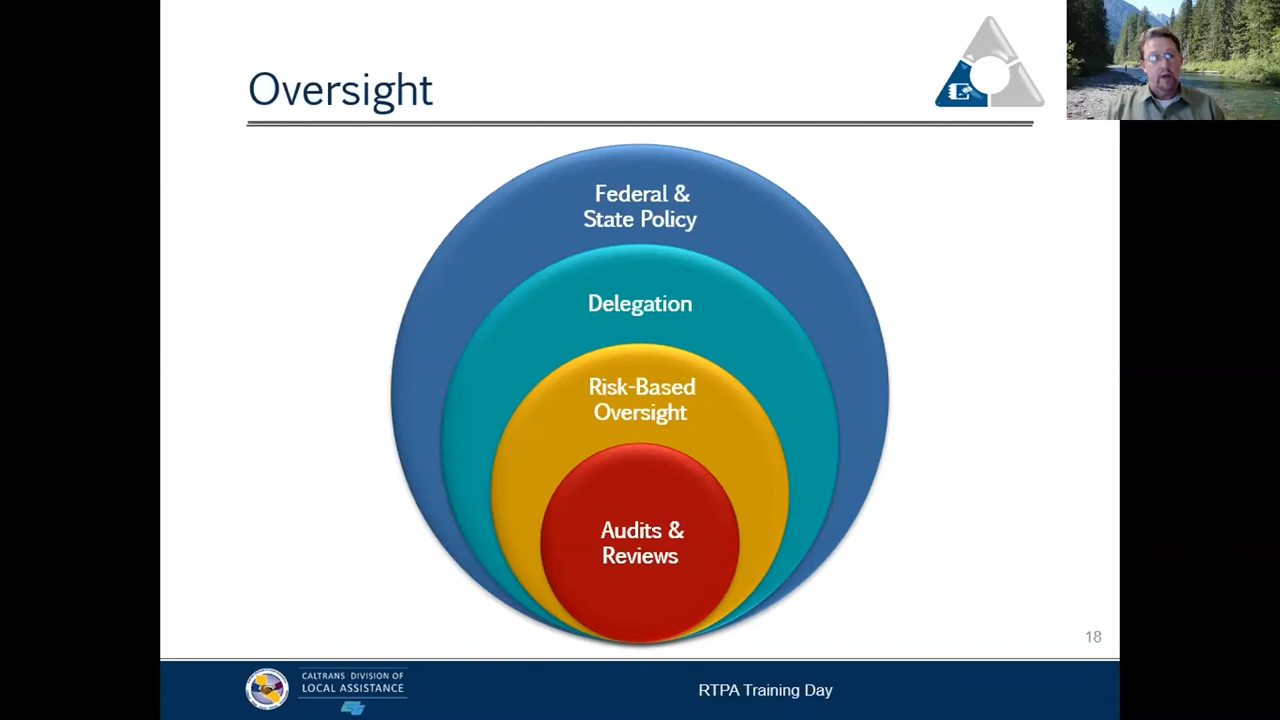 Oversight
Federal &
State Policy
Delegation
Risk-Based
Oversight
Audits &
Reviews
18
CALTRANS DIVISION OF
LOCAL ASSISTANCE
RTPA Training Day